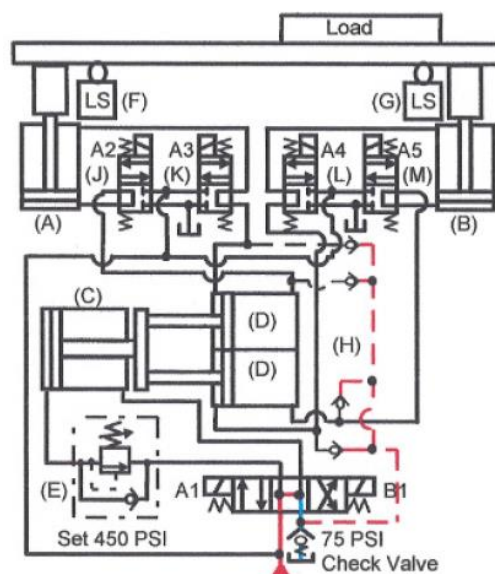 Load
LS (F)
(G) LS
A2 A3 A4 A5
(J) (K) (L) (M)
(A) (B)
(C)
(D)
(D)
(H)
(E)
A1 B1
Set 450 PSI
75 PSI
Check Valve